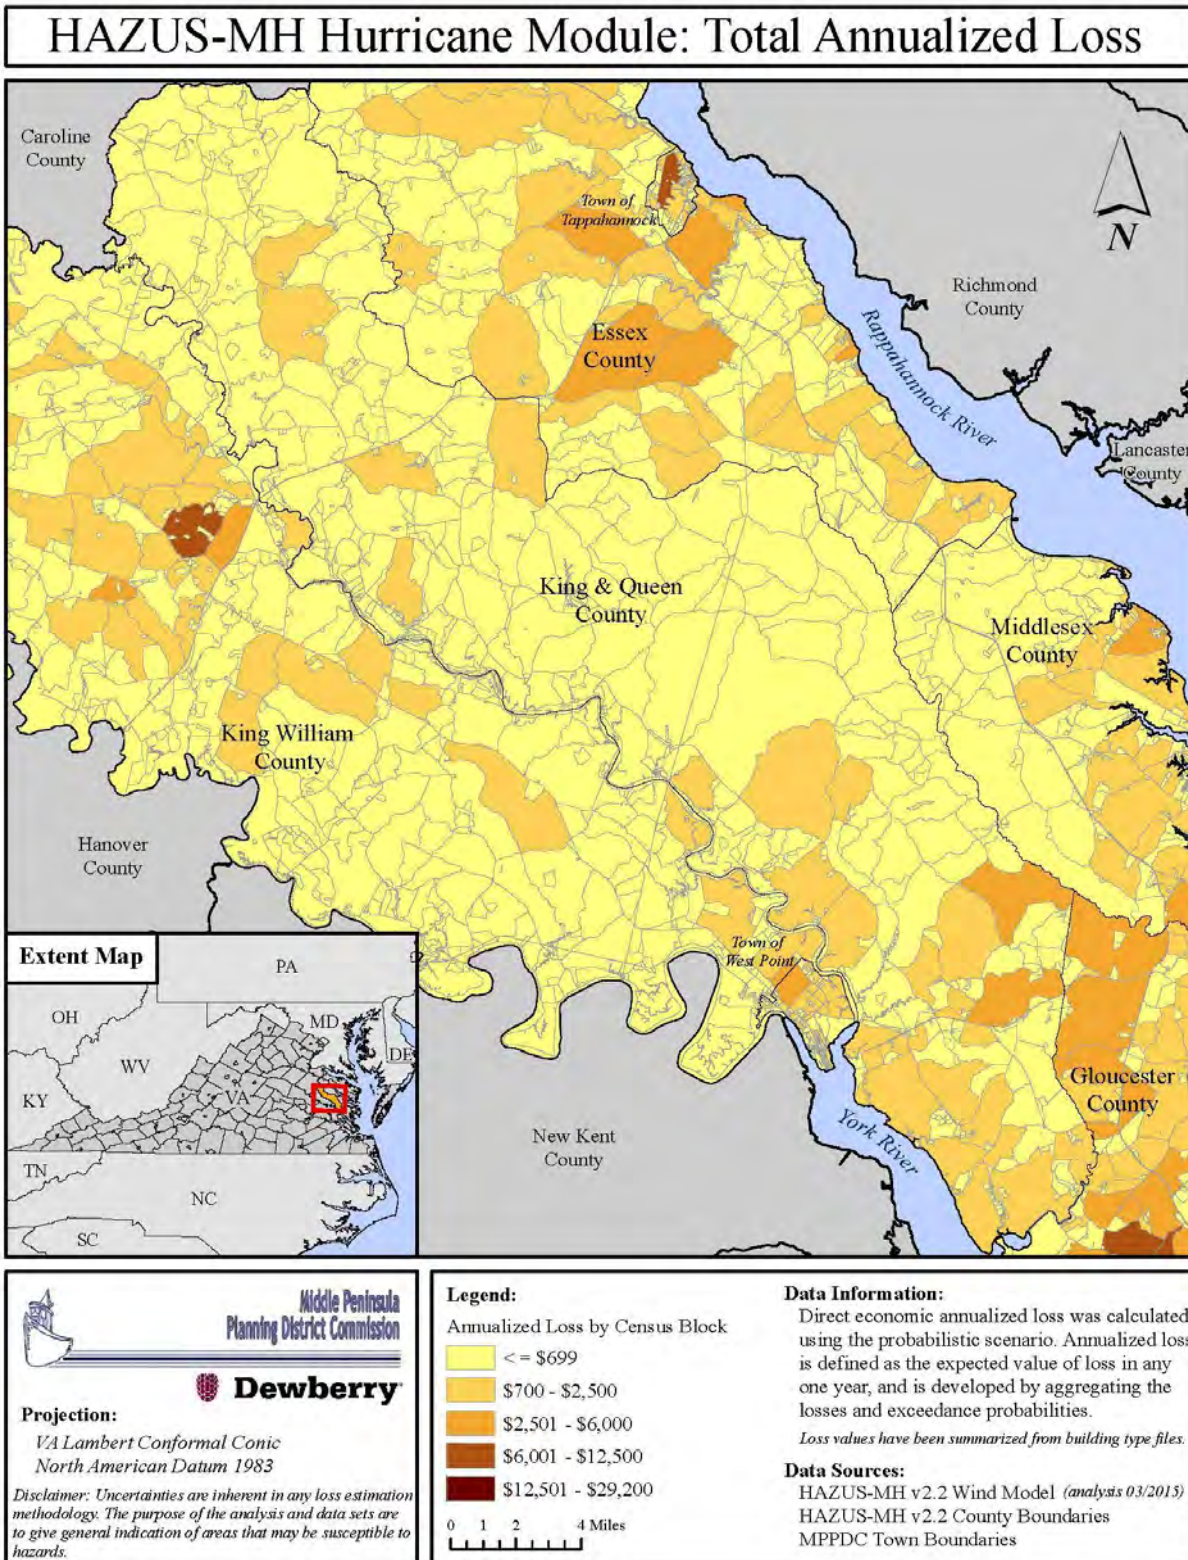 HAZUS-MH Hurricane Module: Total Annualized Loss
Caroline
County
Town of
Tappahannock
N
Richmond
County
Essex
County
Rappahannock River
Lancaster
County
King & Queen
County
Middlesex
County
King William
County
Hanover
County
Town of
West Point
Gloucester
County
New Kent
County
York River
Extent Map
PA
OH
MD
DE
WV
KY
VA
TN
NC
SC
Middle Peninsula
Planning District Commission
Dewberry
Projection:
VA Lambert Conformal Conic
North American Datum 1983
Disclaimer: Uncertainties are inherent in any loss estimation
methodology. The purpose of the analysis and data sets are
to give general indication of areas that may be susceptible to
hazards.
Legend:
Annualized Loss by Census Block
< = $699
$700 - $2,500
$2,501 - $6,000
$6,001 - $12,500
$12,501 - $29,200
0 1 2 4 Miles
Data Information:
Direct economic annualized loss was calculated
using the probabilistic scenario. Annualized loss
is defined as the expected value of loss in any
one year, and is developed by aggregating the
losses and exceedance probabilities.
Loss values have been summarized from building type files.
Data Sources:
HAZUS-MH v2.2 Wind Model (analysis 03/2015)
HAZUS-MH v2.2 County Boundaries
MPPDC Town Boundaries